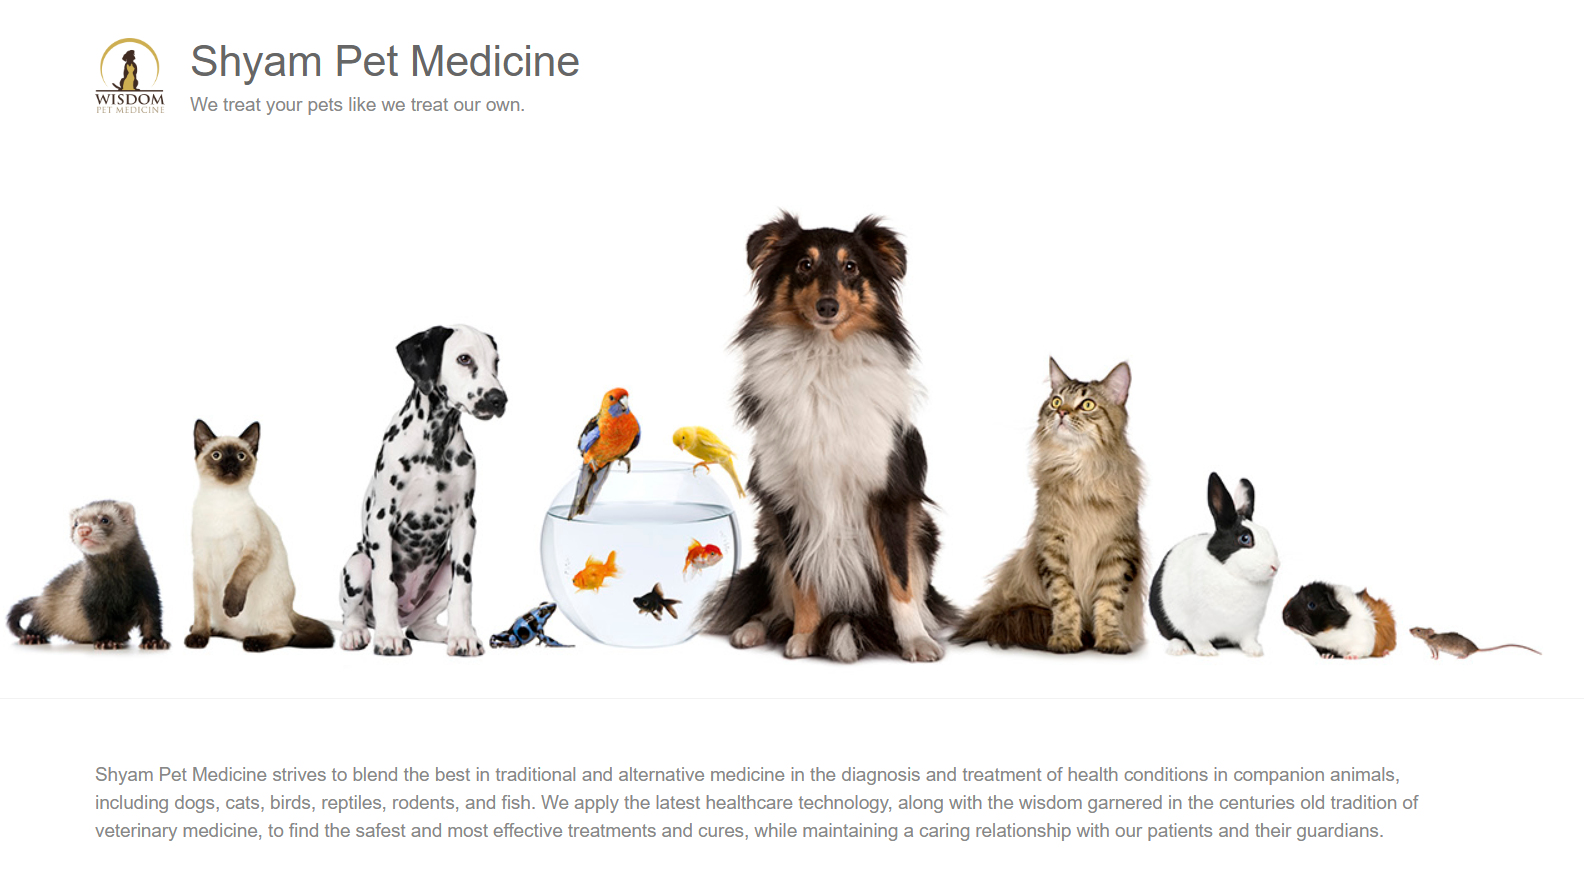 Shyam Pet Medicine
We treat your pets like we treat our own.
WISDOM
PET MEDICINE
Shyam Pet Medicine strives to blend the best in traditional and alternative medicine in the diagnosis and treatment of health conditions in companion animals,
including dogs, cats, birds, reptiles, rodents, and fish. We apply the latest healthcare technology, along with the wisdom garnered in the centuries old tradition of
veterinary medicine, to find the safest and most effective treatments and cures, while maintaining a caring relationship with our patients and their guardians.